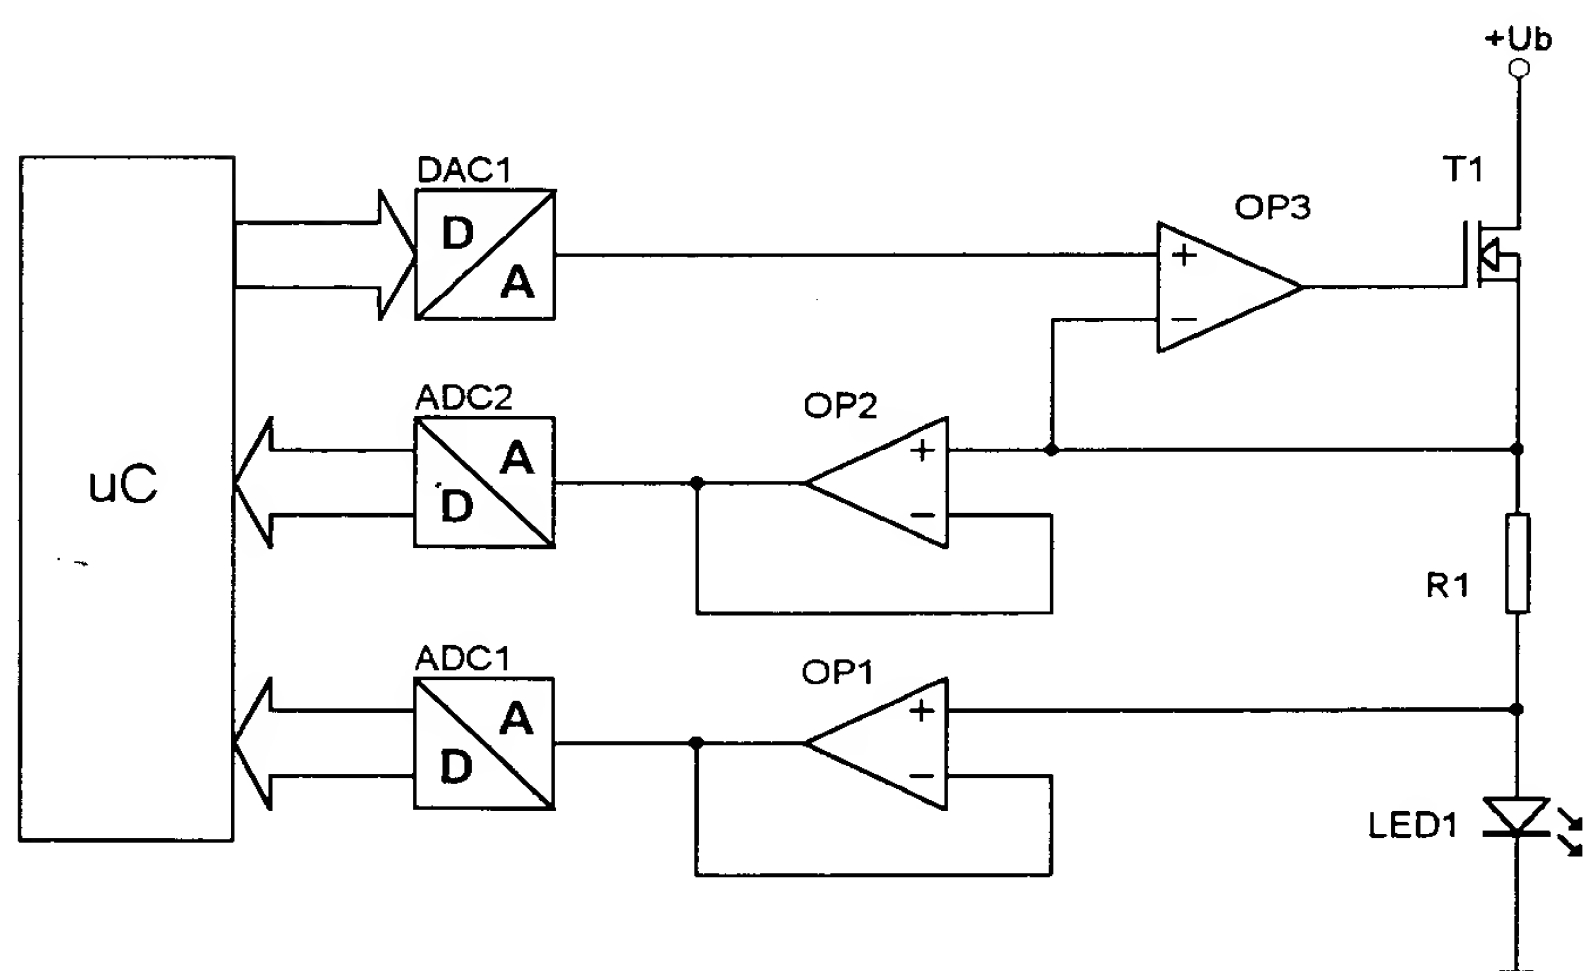 +Ub
DAC1
T1
OP3
D
A
+
−
ADC2
OP2
A
D
+
−
uC
R1
ADC1
OP1
A
D
+
−
LED1